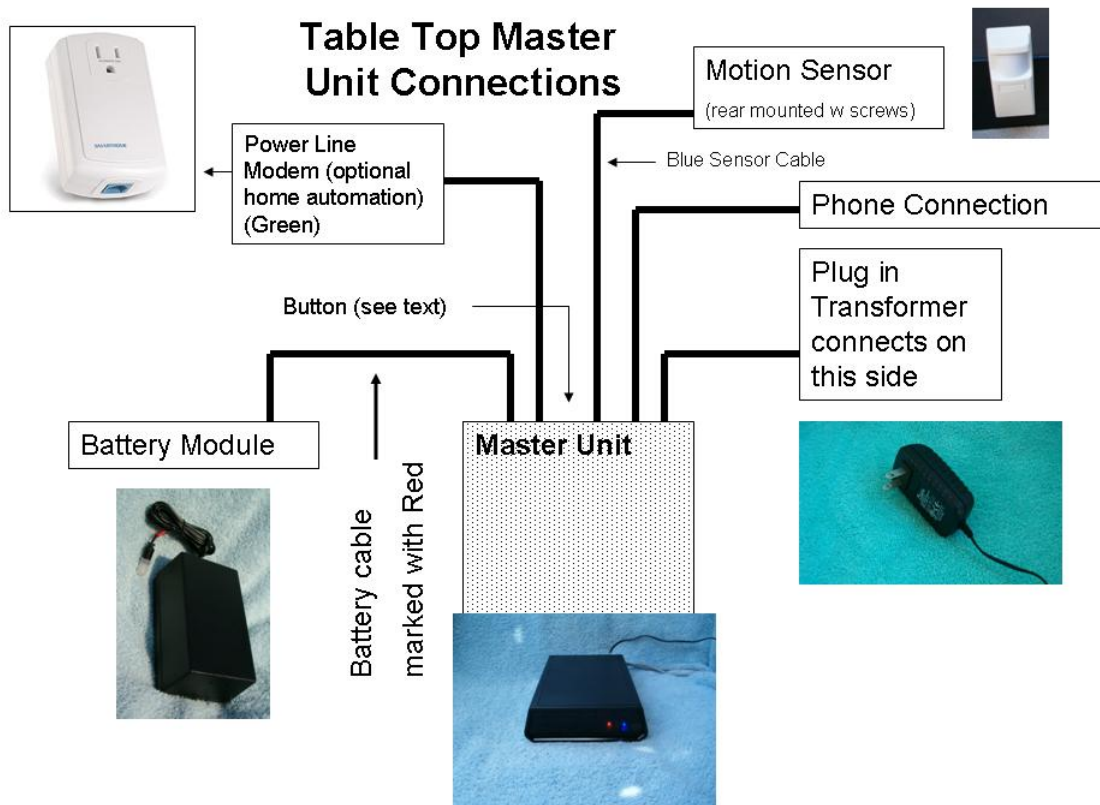 Table Top Master
Unit Connections
Motion Sensor
(rear mounted w screws)
Power Line
Modem (optional
home automation)
(Green)
Blue Sensor Cable
Phone Connection
Plug in
Transformer
connects on
this side
Button (see text)
Battery Module
Master Unit
Battery cable
marked with Red